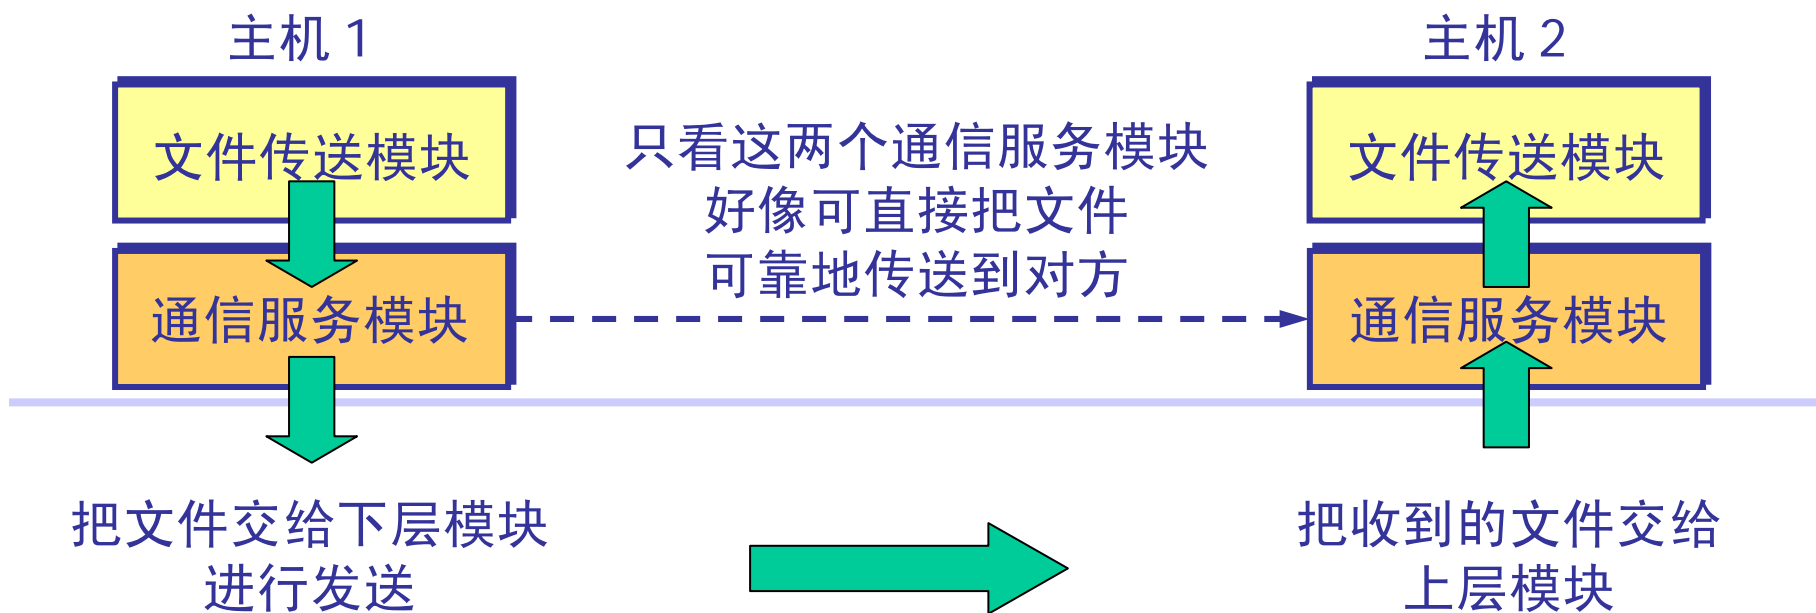 主机 1
主机 2
文件传送模块
只看这两个通信服务模块
好像可直接把文件
可靠地传送到对方
文件传送模块
通信服务模块
通信服务模块
把文件交给下层模块
进行发送
把收到的文件交给
上层模块